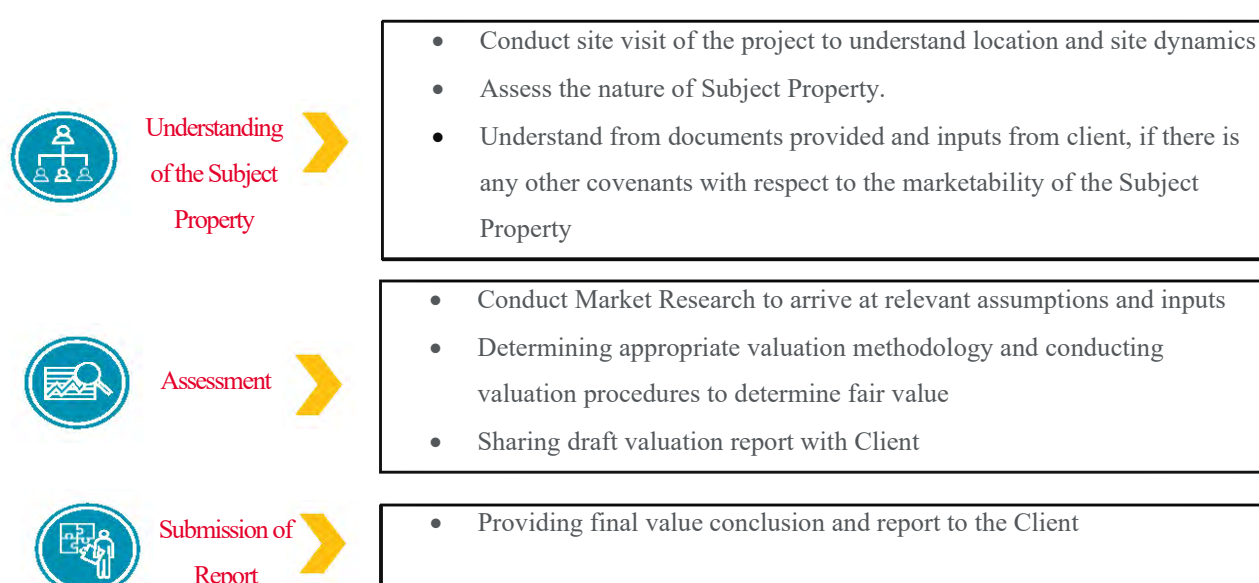 Understanding
of the Subject
Property
• Conduct site visit of the project to understand location and site dynamics
• Assess the nature of Subject Property.
• Understand from documents provided and inputs from client, if there is
any other covenants with respect to the marketability of the Subject
Property
Assessment
• Conduct Market Research to arrive at relevant assumptions and inputs
• Determining appropriate valuation methodology and conducting
valuation procedures to determine fair value
• Sharing draft valuation report with Client
Submission of
Report
• Providing final value conclusion and report to the Client